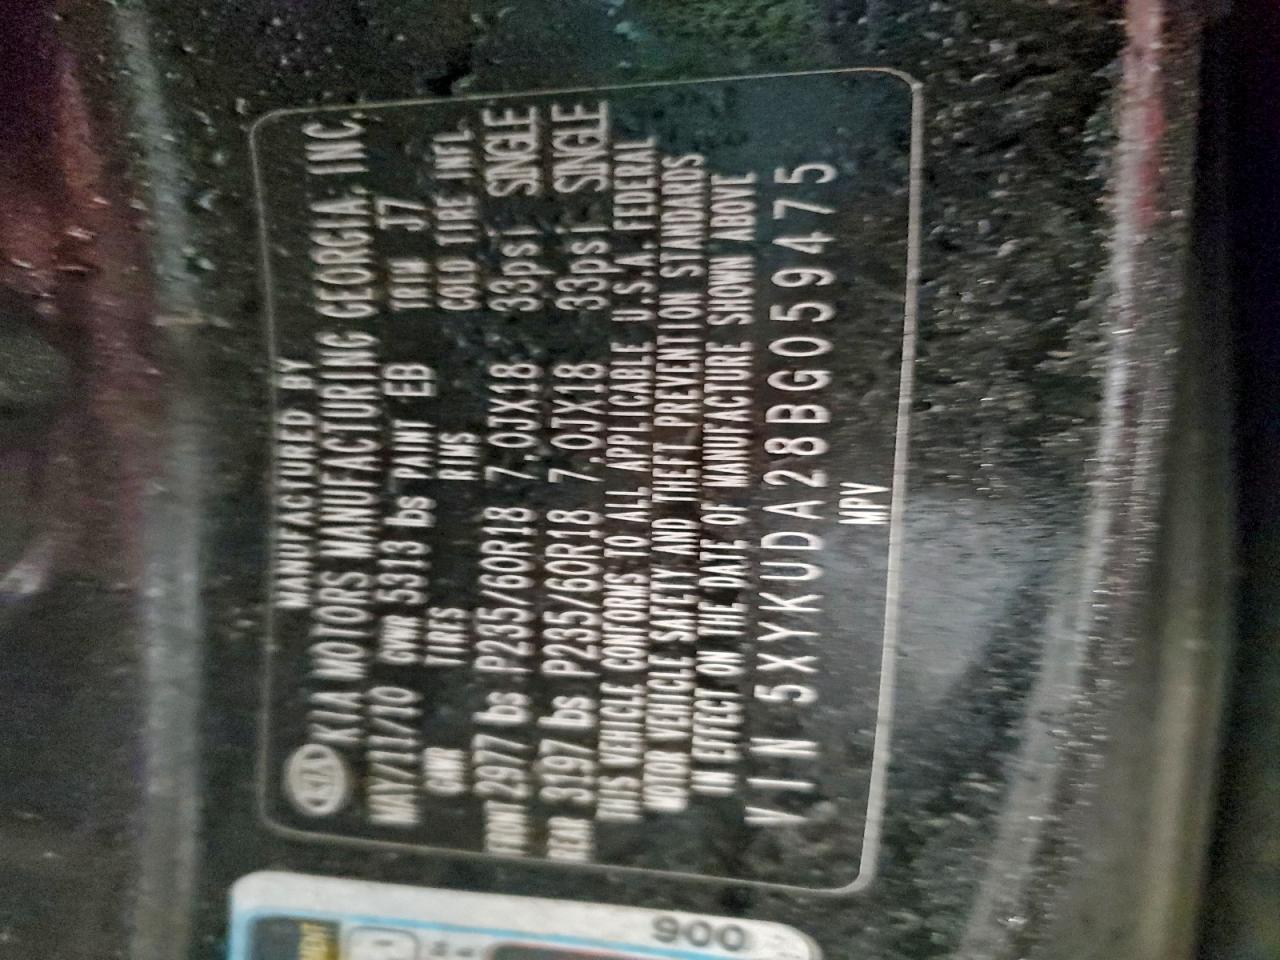 MANUFACTURED BY
KIA KIA MOTORS MANUFACTURING GEORGIA, INC.
MAY/11/10 GVWR 5313 lbs PAINT EB TRIM J7
GAWR TIRES RIMS COLD TIRE INFL
FRONT 2977 lbs P235/60R18 7.0JX18 33psi SINGLE
REAR 3197 lbs P235/60R18 7.0JX18 33psi SINGLE
THIS VEHICLE CONFORMS TO ALL APPLICABLE U.S.A. FEDERAL
MOTOR VEHICLE SAFETY AND THEFT PREVENTION STANDARDS
IN EFFECT ON THE DATE OF MANUFACTURE SHOWN ABOVE
VIN 5XYKUDA28BG059475
MPV
900